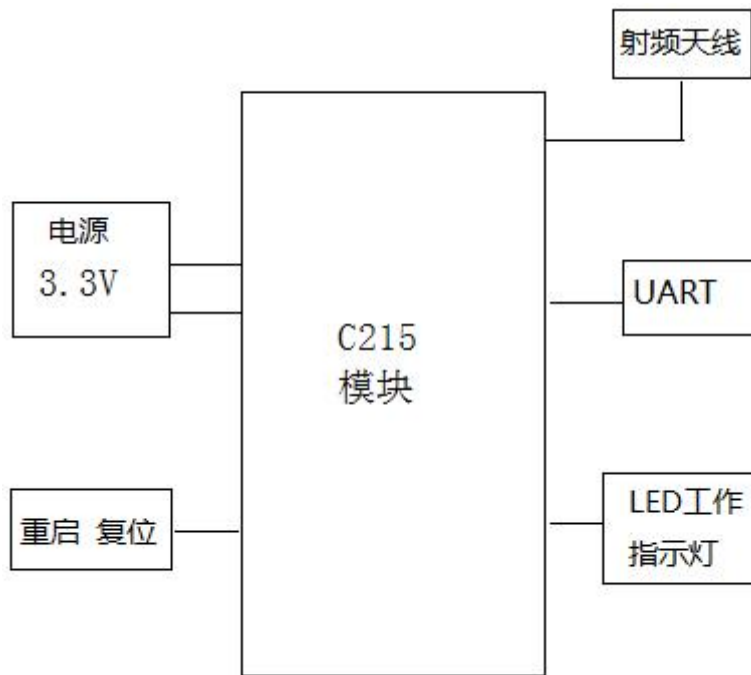 射频天线
电源
3.3V
UART
C215
模块
重启 复位
LED工作
指示灯